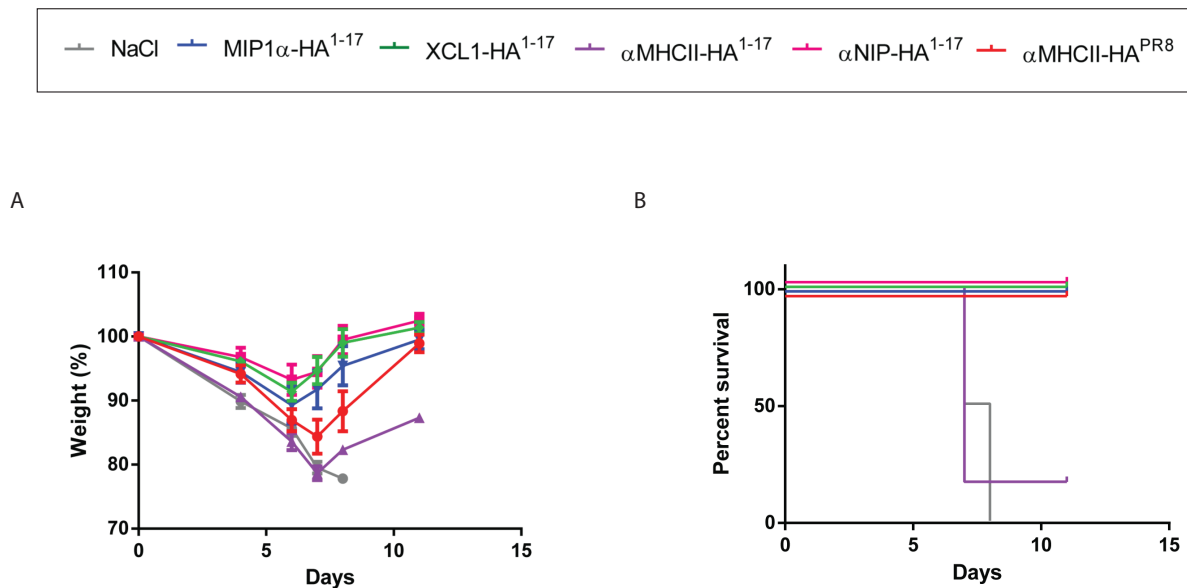 NaCl MIP1α-HA1-17 XCL1-HA1-17 αMHCII-HA1-17 αNIP-HA1-17 αMHCII-HAPR8
A
B
110
100
90
80
70
Weight (%)
0 5 10 15
Days
100
50
0
Percent survival
0 5 10 15
Days